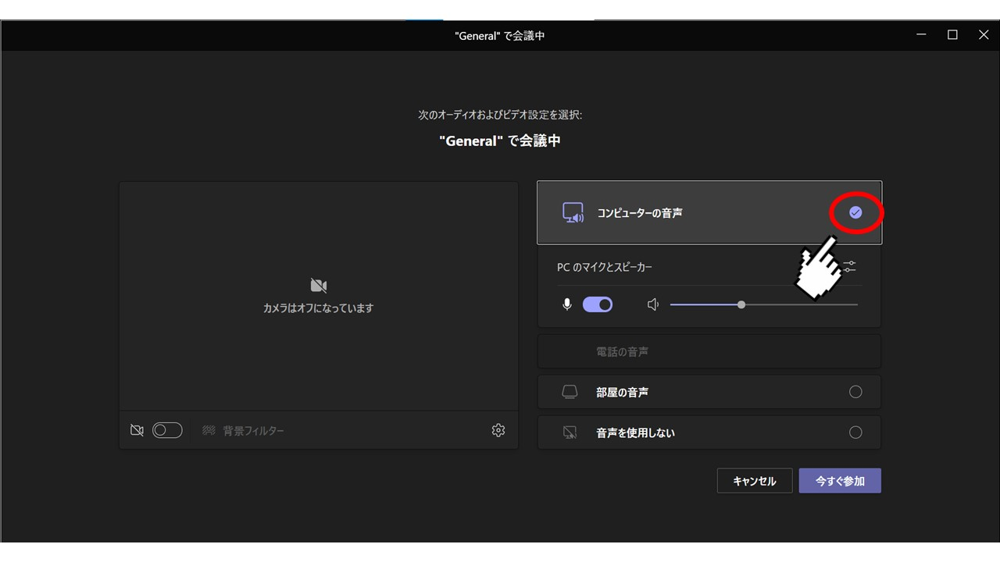 "General" で会議中
次のオーディオおよびビデオ設定を選択:
"General" で会議中
カメラはオフになっています
背景フィルター
コンピューターの音声
PC のマイクとスピーカー
電話の音声
部屋の音声
音声を使用しない
キャンセル
今すぐ参加